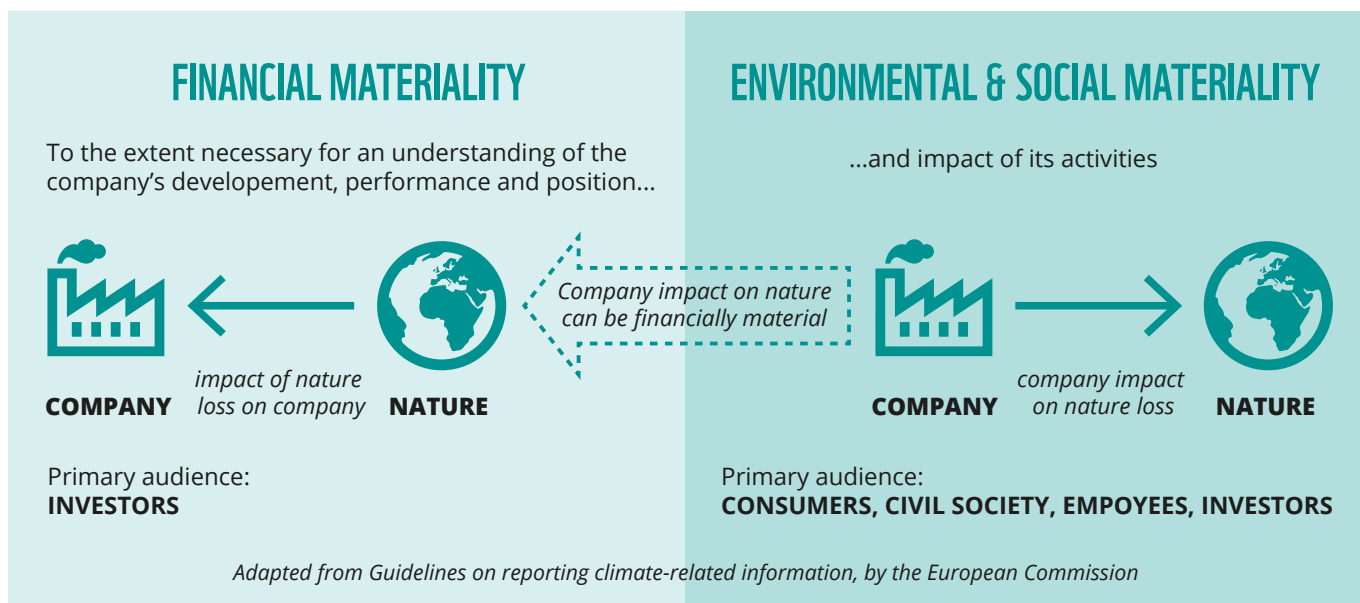 FINANCIAL MATERIALITY
To the extent necessary for an understanding of the
company's developement, performance and position...
COMPANY
impact of nature
loss on company
NATURE
Primary audience:
INVESTORS
Company impact on nature
can be financially material
ENVIRONMENTAL & SOCIAL MATERIALITY
...and impact of its activities
COMPANY
company impact
on nature loss
NATURE
Primary audience:
CONSUMERS, CIVIL SOCIETY, EMPOYEES, INVESTORS
Adapted from Guidelines on reporting climate-related information, by the European Commission